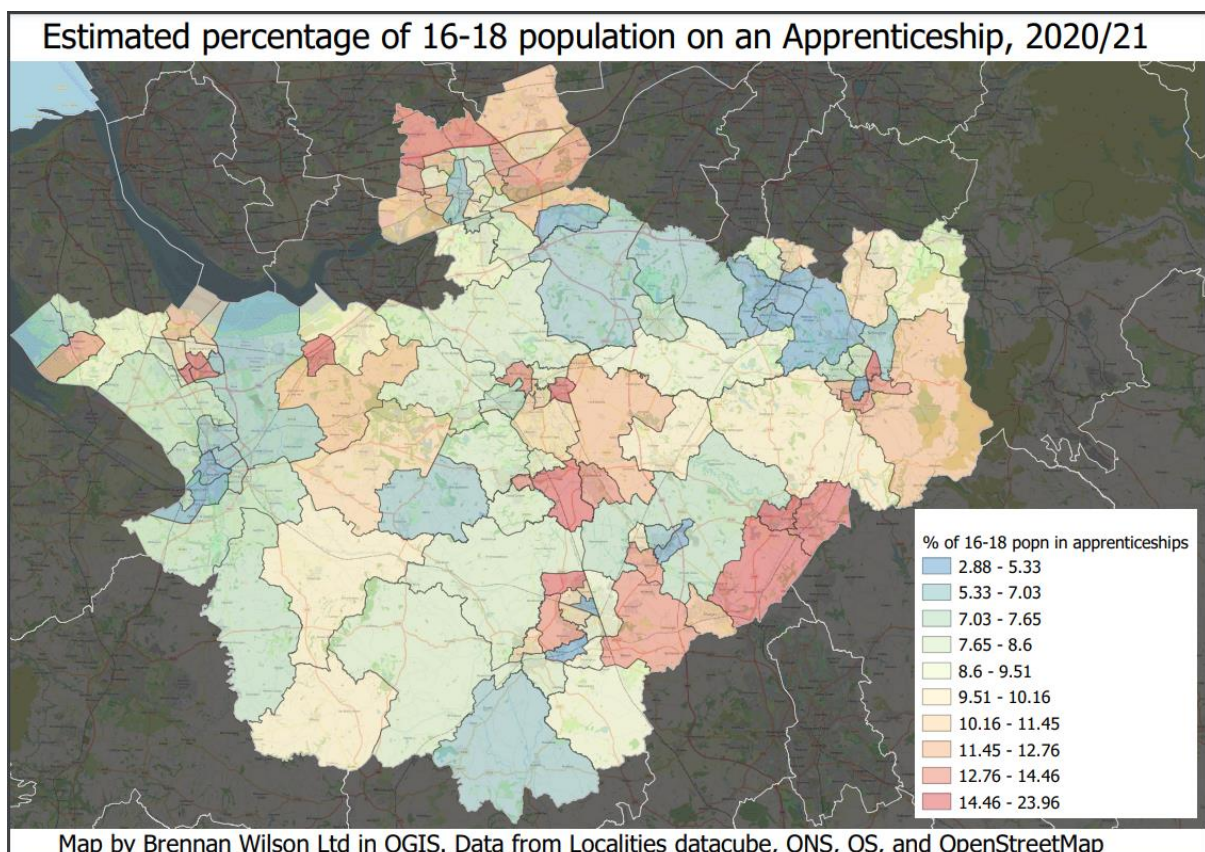 Estimated percentage of 16-18 population on an Apprenticeship, 2020/21
% of 16-18 popn in apprenticeships
2.88 - 5.33
5.33 - 7.03
7.03 - 7.65
7.65 - 8.6
8.6 - 9.51
9.51 - 10.16
10.16 - 11.45
11.45 - 12.76
12.76 - 14.46
14.46 - 23.96
Map by Brennan Wilson Ltd in QGIS. Data from Localities datacube, ONS, OS, and OpenStreetMap